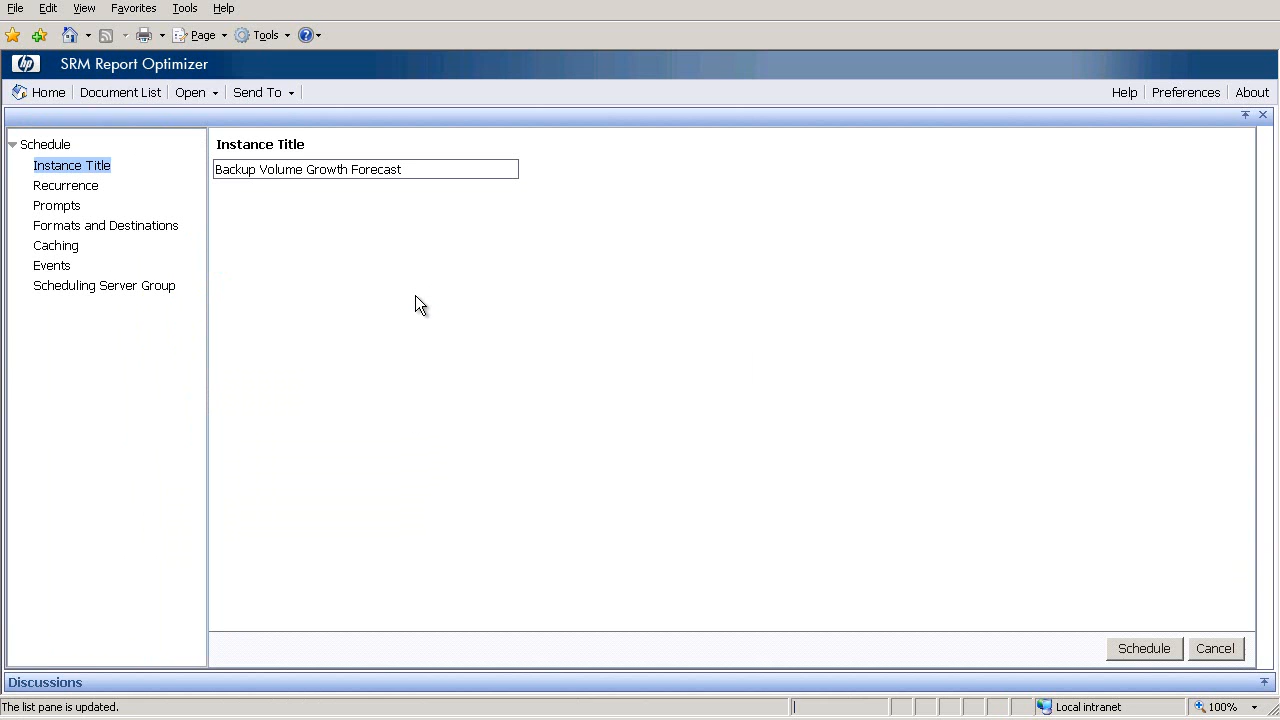 File Edit View Favorites Tools Help
Page Tools
hp SRM Report Optimizer
Home Document List Open Send To Help Preferences About
Schedule
Instance Title
Recurrence
Prompts
Formats and Destinations
Caching
Events
Scheduling Server Group
Instance Title
Backup Volume Growth Forecast
Schedule Cancel
Discussions
The list pane is updated. Local intranet 100%